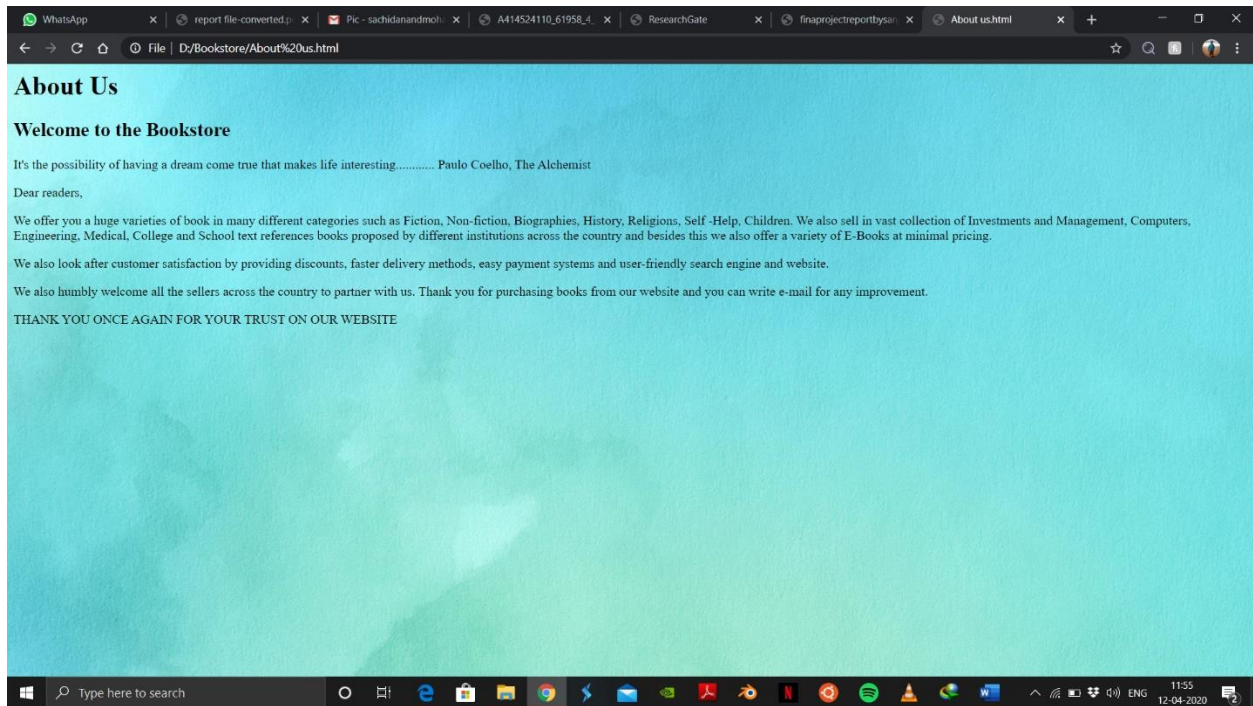 WhatsApp
report file-converted.p
Pic - sachidanandmoh
A414524110_61958_4_
ResearchGate
finaprojectreportbysan
About us.html
File | D:/Bookstore/About%20us.html
About Us
Welcome to the Bookstore
It's the possibility of having a dream come true that makes life interesting............ Paulo Coelho, The Alchemist
Dear readers,
We offer you a huge varieties of book in many different categories such as Fiction, Non-fiction, Biographies, History, Religions, Self -Help, Children. We also sell in vast collection of Investments and Management, Computers,
Engineering, Medical, College and School text references books proposed by different institutions across the country and besides this we also offer a variety of E-Books at minimal pricing.
We also look after customer satisfaction by providing discounts, faster delivery methods, easy payment systems and user-friendly search engine and website.
We also humbly welcome all the sellers across the country to partner with us. Thank you for purchasing books from our website and you can write e-mail for any improvement.
THANK YOU ONCE AGAIN FOR YOUR TRUST ON OUR WEBSITE
Type here to search
ENG
11:55
12-04-2020
2